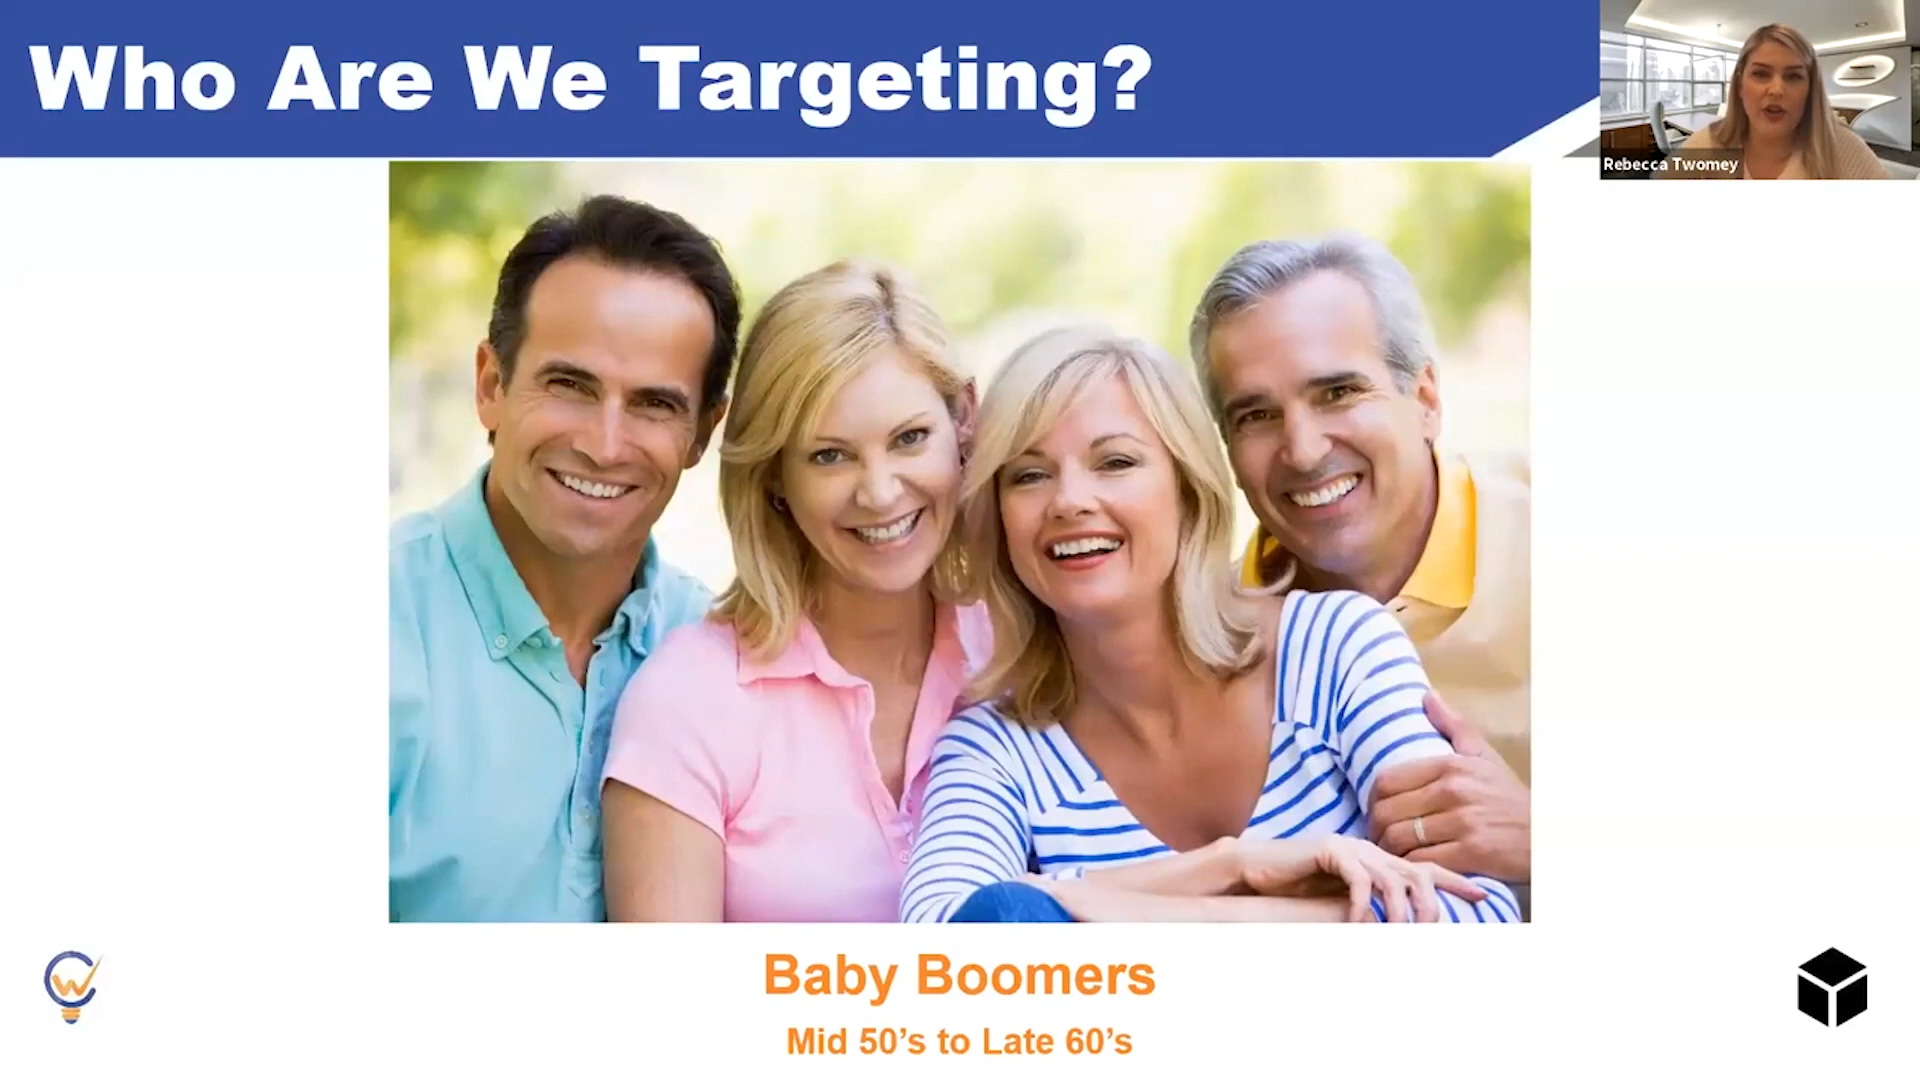 Who Are We Targeting?
Rebecca Twomey
Baby Boomers
Mid 50’s to Late 60’s